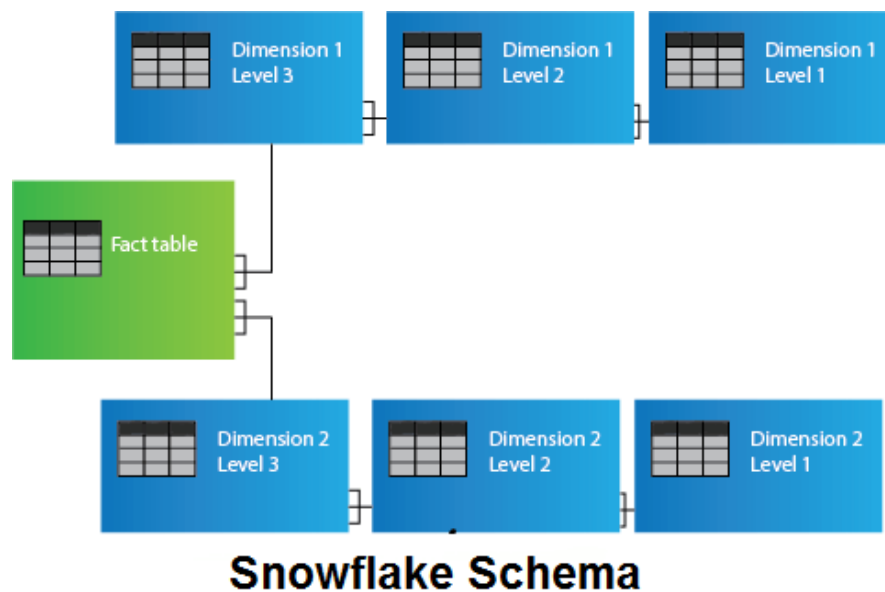 Dimension 1
Level 3
Dimension 1
Level 2
Dimension 1
Level 1
Fact table
Dimension 2
Level 3
Dimension 2
Level 2
Dimension 2
Level 1
Snowflake Schema